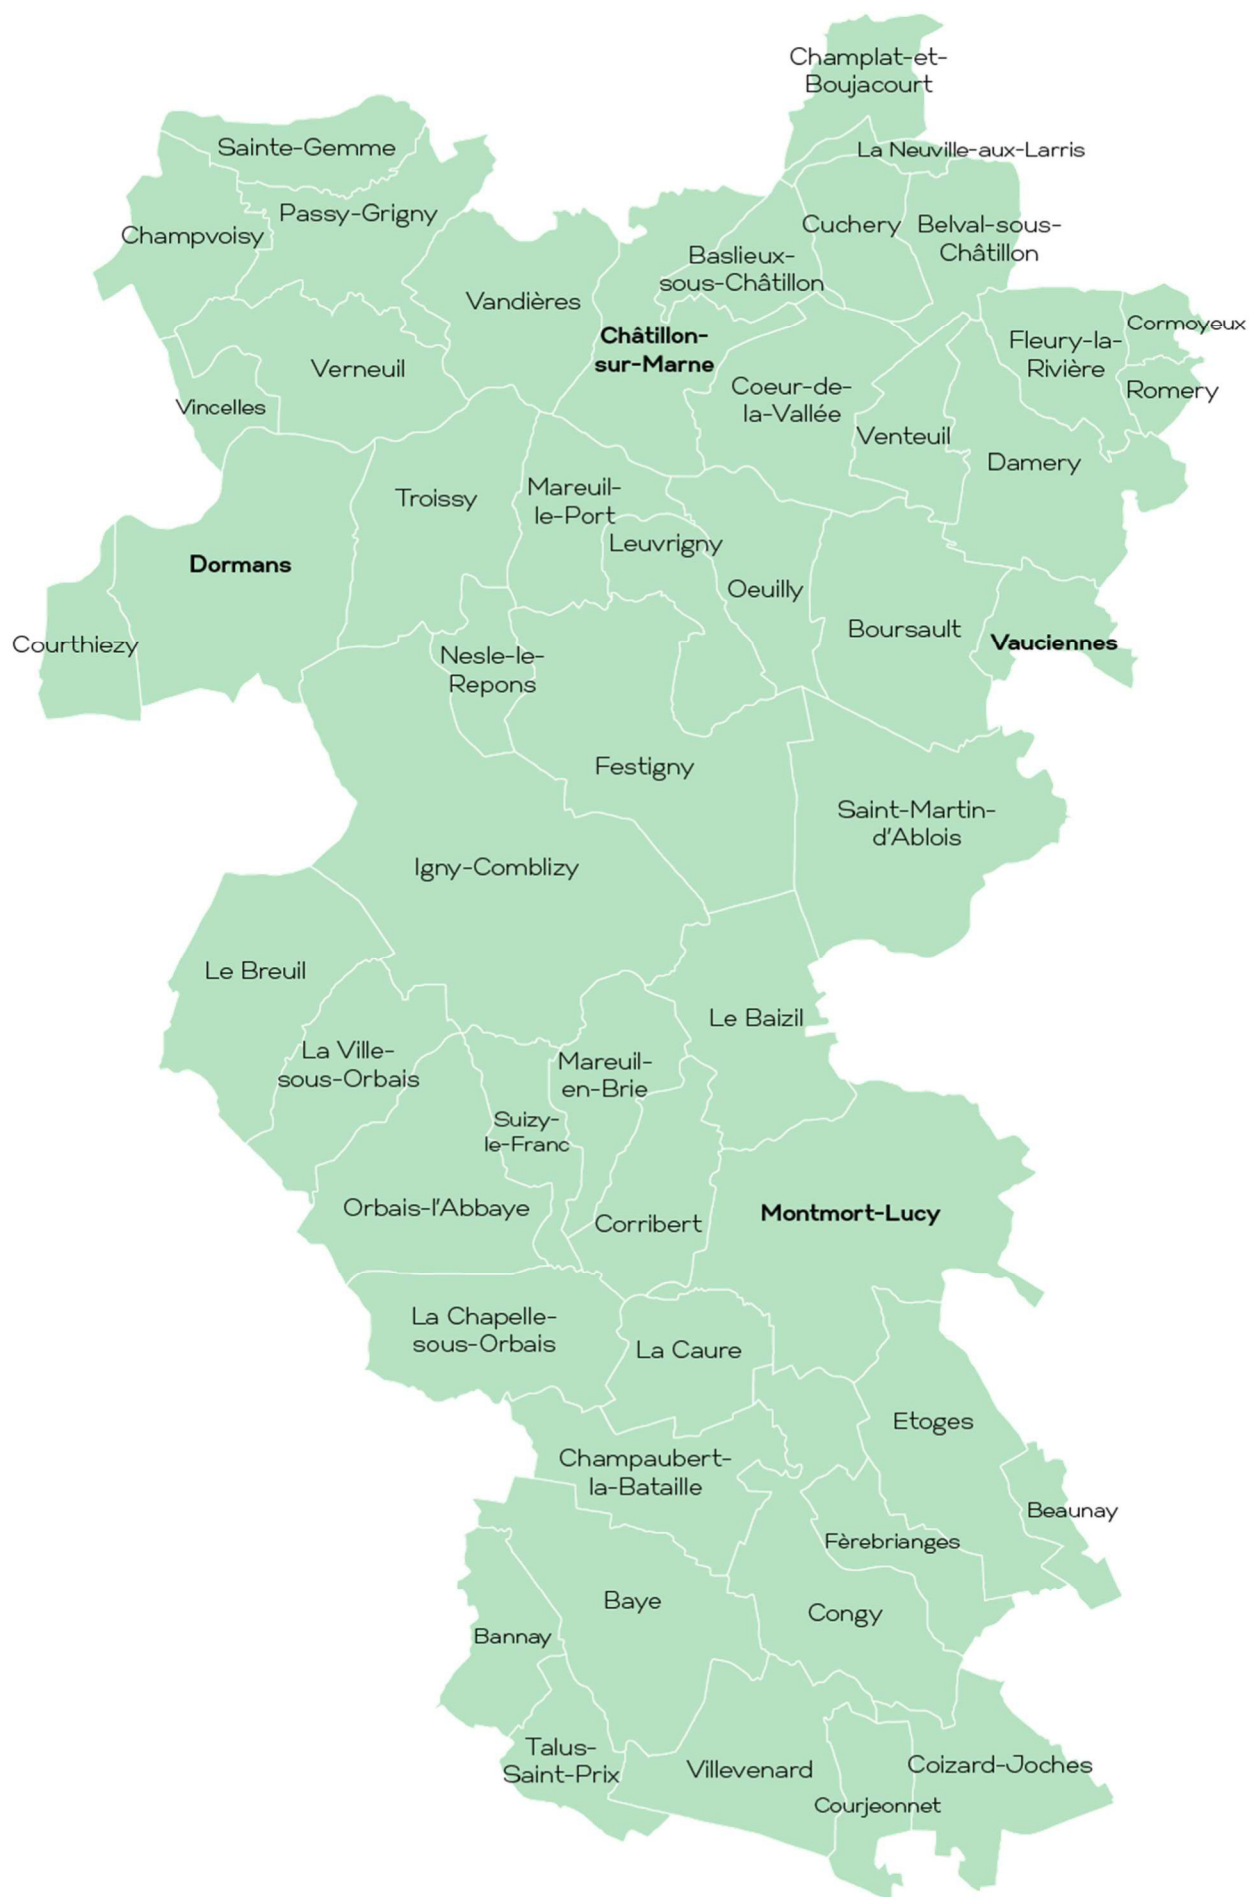 Champlat-et-
Boujacourt
Sainte-Gemme
La Neuville-aux-Larris
Passy-Grigny
Champvoisy
Cuchery
Belval-sous-
Châtillon
Baslieux-
sous-Châtillon
Vandières
Châtillon-
sur-Marne
Cormoyeux
Fleury-la-
Rivière
Verneuil
Romery
Coeur-de-
la-Vallée
Vincelles
Venteuil
Damery
Troissy
Mareuil-
le-Port
Leuvrigny
Dormans
Oeuilly
Boursault
Vauciennes
Courthiezy
Nesle-le-
Repons
Festigny
Saint-Martin-
d'Ablois
Igny-Comblizy
Le Breuil
Le Baizil
La Ville-
sous-Orbais
Mareuil-
en-Brie
Suizy-
le-Franc
Orbais-l'Abbaye
Corribert
Montmort-Lucy
La Chapelle-
sous-Orbais
La Caure
Etoges
Champaubert-
la-Bataille
Beaunay
Fèrebrianges
Baye
Congy
Bannay
Talus-
Saint-Prix
Villevenard
Coizard-Joches
Courjeonnet